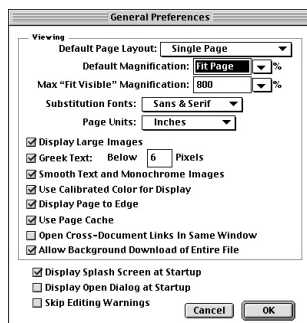 General Preferences
Viewing
Default Page Layout: Single Page
Default Magnification: Fit Page %
Max “Fit Visible” Magnification: 800 %
Substitution Fonts: Sans & Serif
Page Units: Inches
Display Large Images
Greek Text: Below 6 Pixels
Smooth Text and Monochrome Images
Use Calibrated Color for Display
Display Page to Edge
Use Page Cache
Open Cross-Document Links In Same Window
Allow Background Download of Entire File
Display Splash Screen at Startup
Display Open Dialog at Startup
Skip Editing Warnings
Cancel OK